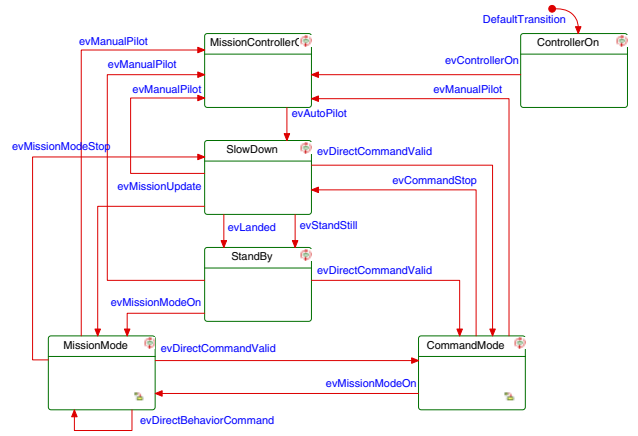 DefaultTransition
evManualPilot
MissionControllerO
ControllerOn
evManualPilot
evControllerOn
evManualPilot
evManualPilot
evAutoPilot
evMissionModeStop
SlowDown
evDirectCommandValid
evMissionUpdate
evCommandStop
evLanded
evStandStill
StandBy
evDirectCommandValid
evMissionModeOn
MissionMode
evDirectCommandValid
CommandMode
evMissionModeOn
evDirectBehaviorCommand